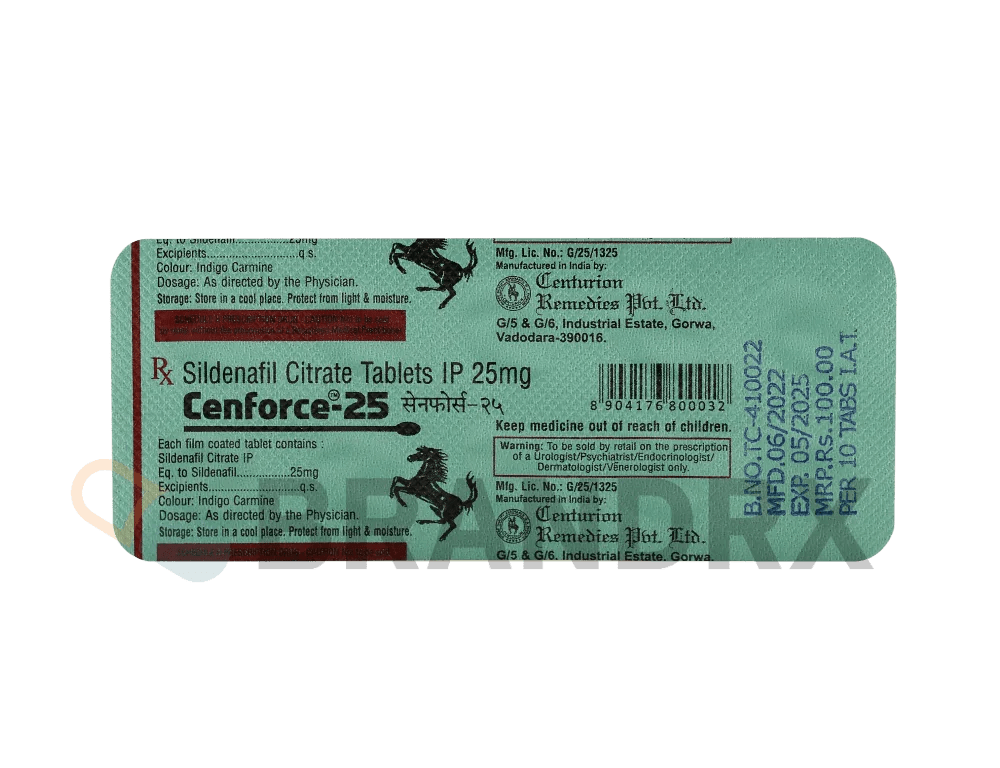 Eq. to Sildenafil.................25mg
Excipients.......................q.s.
Colour: Indigo Carmine
Dosage: As directed by the Physician.
Storage: Store in a cool place. Protect from light & moisture.
Mfg. Lic. No.: G/25/1325
Manufactured in India by:
Centurion
Remedies Pvt. Ltd.
G/5 & G/6, Industrial Estate, Gorwa,
Vadodara-390016.
Rx Sildenafil Citrate Tablets IP 25mg
Cenforce™-25 सेनफोर्स-२५
8 904176 800032
Keep medicine out of reach of children.
Each film coated tablet contains :
Sildenafil Citrate IP
Eq. to Sildenafil.................25mg
Excipients.......................q.s.
Colour: Indigo Carmine
Dosage: As directed by the Physician.
Storage: Store in a cool place. Protect from light & moisture.
Warning: To be sold by retail on the prescription
of a Urologist/Psychiatrist/Endocrinologist/
Dermatologist/Venerologist only.
Mfg. Lic. No.: G/25/1325
Manufactured in India by:
Centurion
Remedies Pvt. Ltd.
G/5 & G/6, Industrial Estate, Gorwa,
B.NO.TC-410022
MFD.06/2022
EXP. 05/2025
MRP.Rs.100.00
PER 10 TABS I.A.T.
BRANDRX